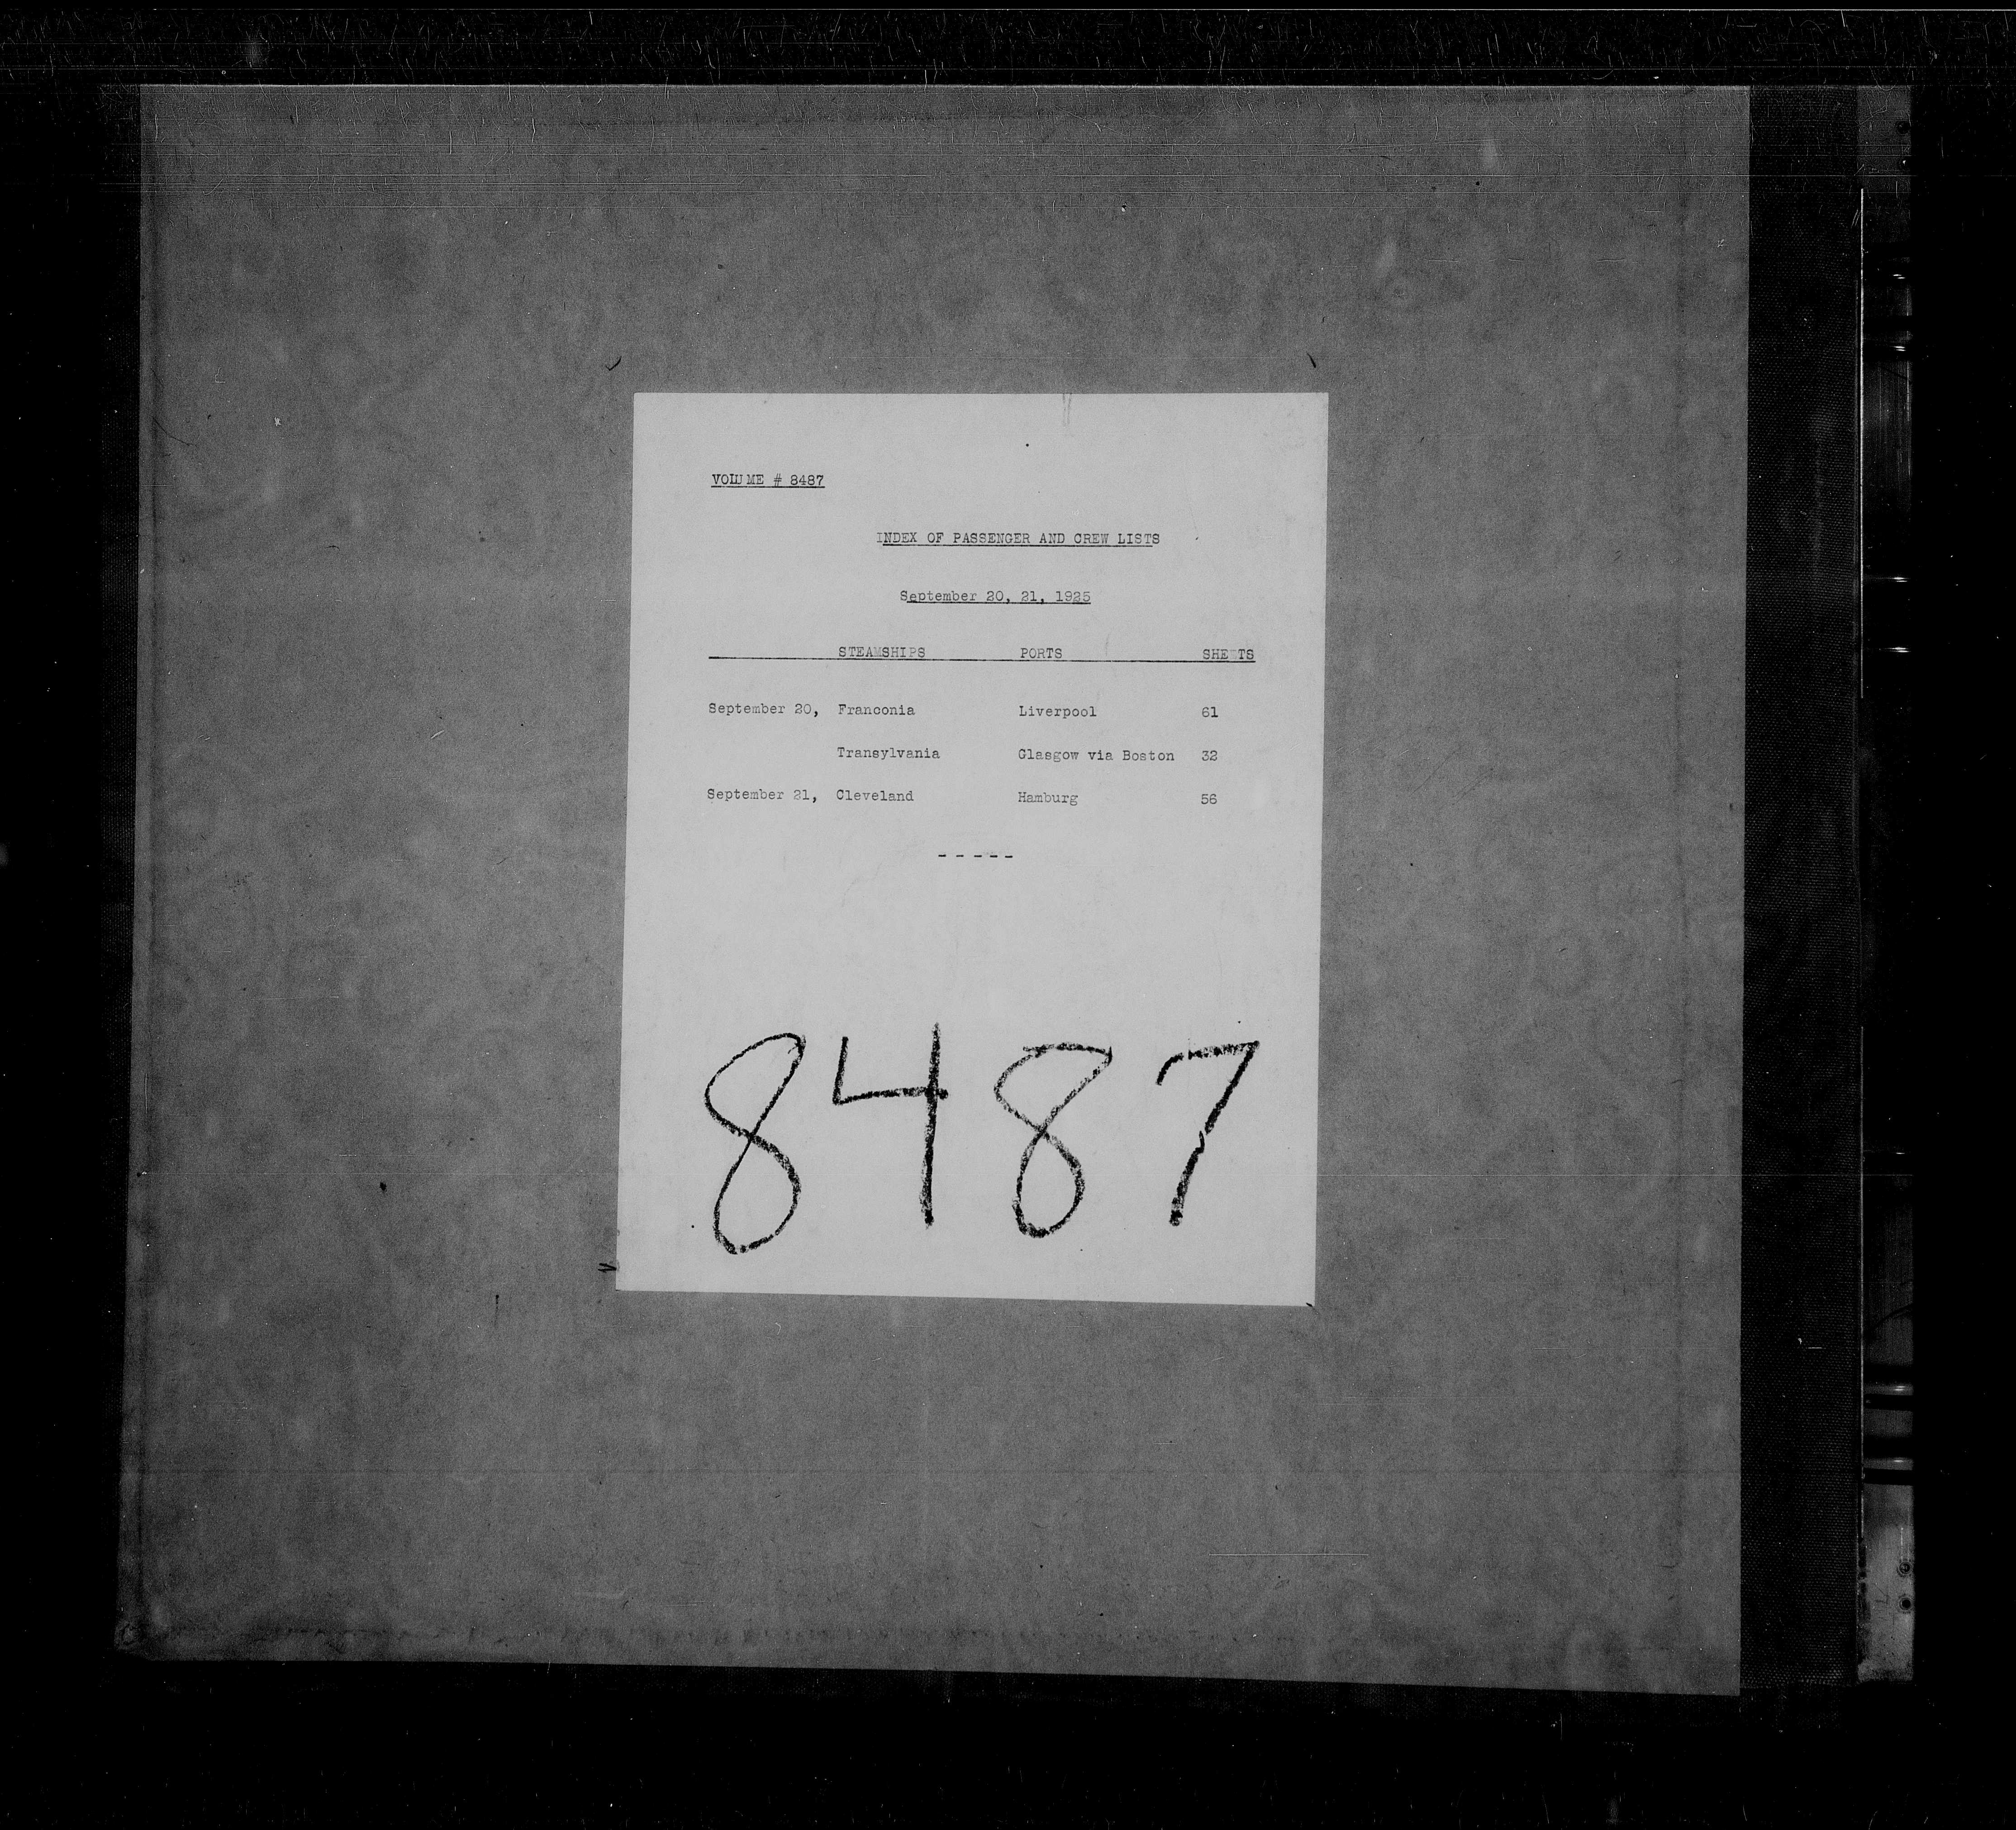 VOLUME # 8487
INDEX OF PASSENGER AND CREW LISTS
September 20, 21, 1925
STEAMSHIPS PORTS SHEETS
September 20, Franconia Liverpool 61
Transylvania Glasgow via Boston 32
September 21, Cleveland Hamburg 56
- - - - -
8487